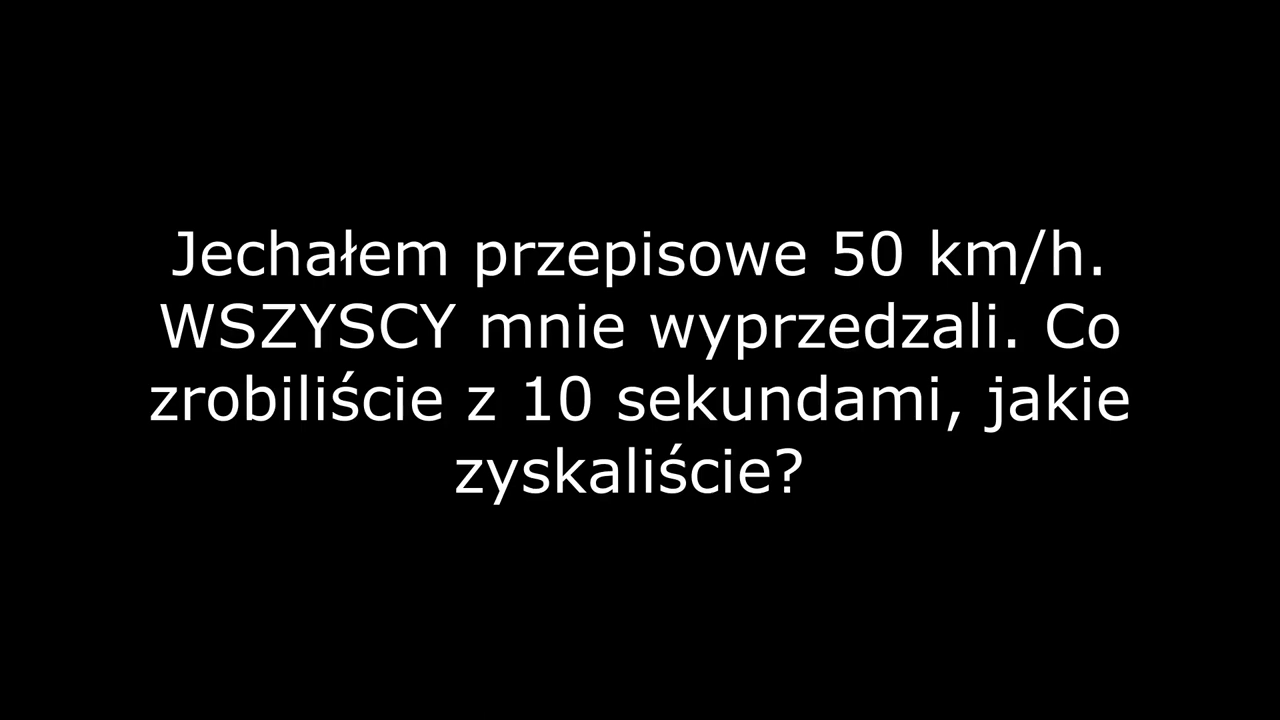 Jechałem przepisowe 50 km/h.
WSZYSCY mnie wyprzedzali. Co
zrobiliście z 10 sekundami, jakie
zyskaliście?